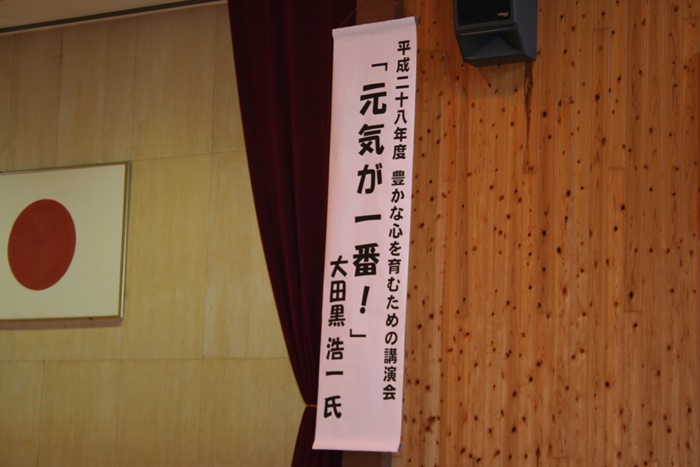 平成二十八年度 豊かな心を育むための講演会
「元気が一番！」
大田黒 浩一 氏